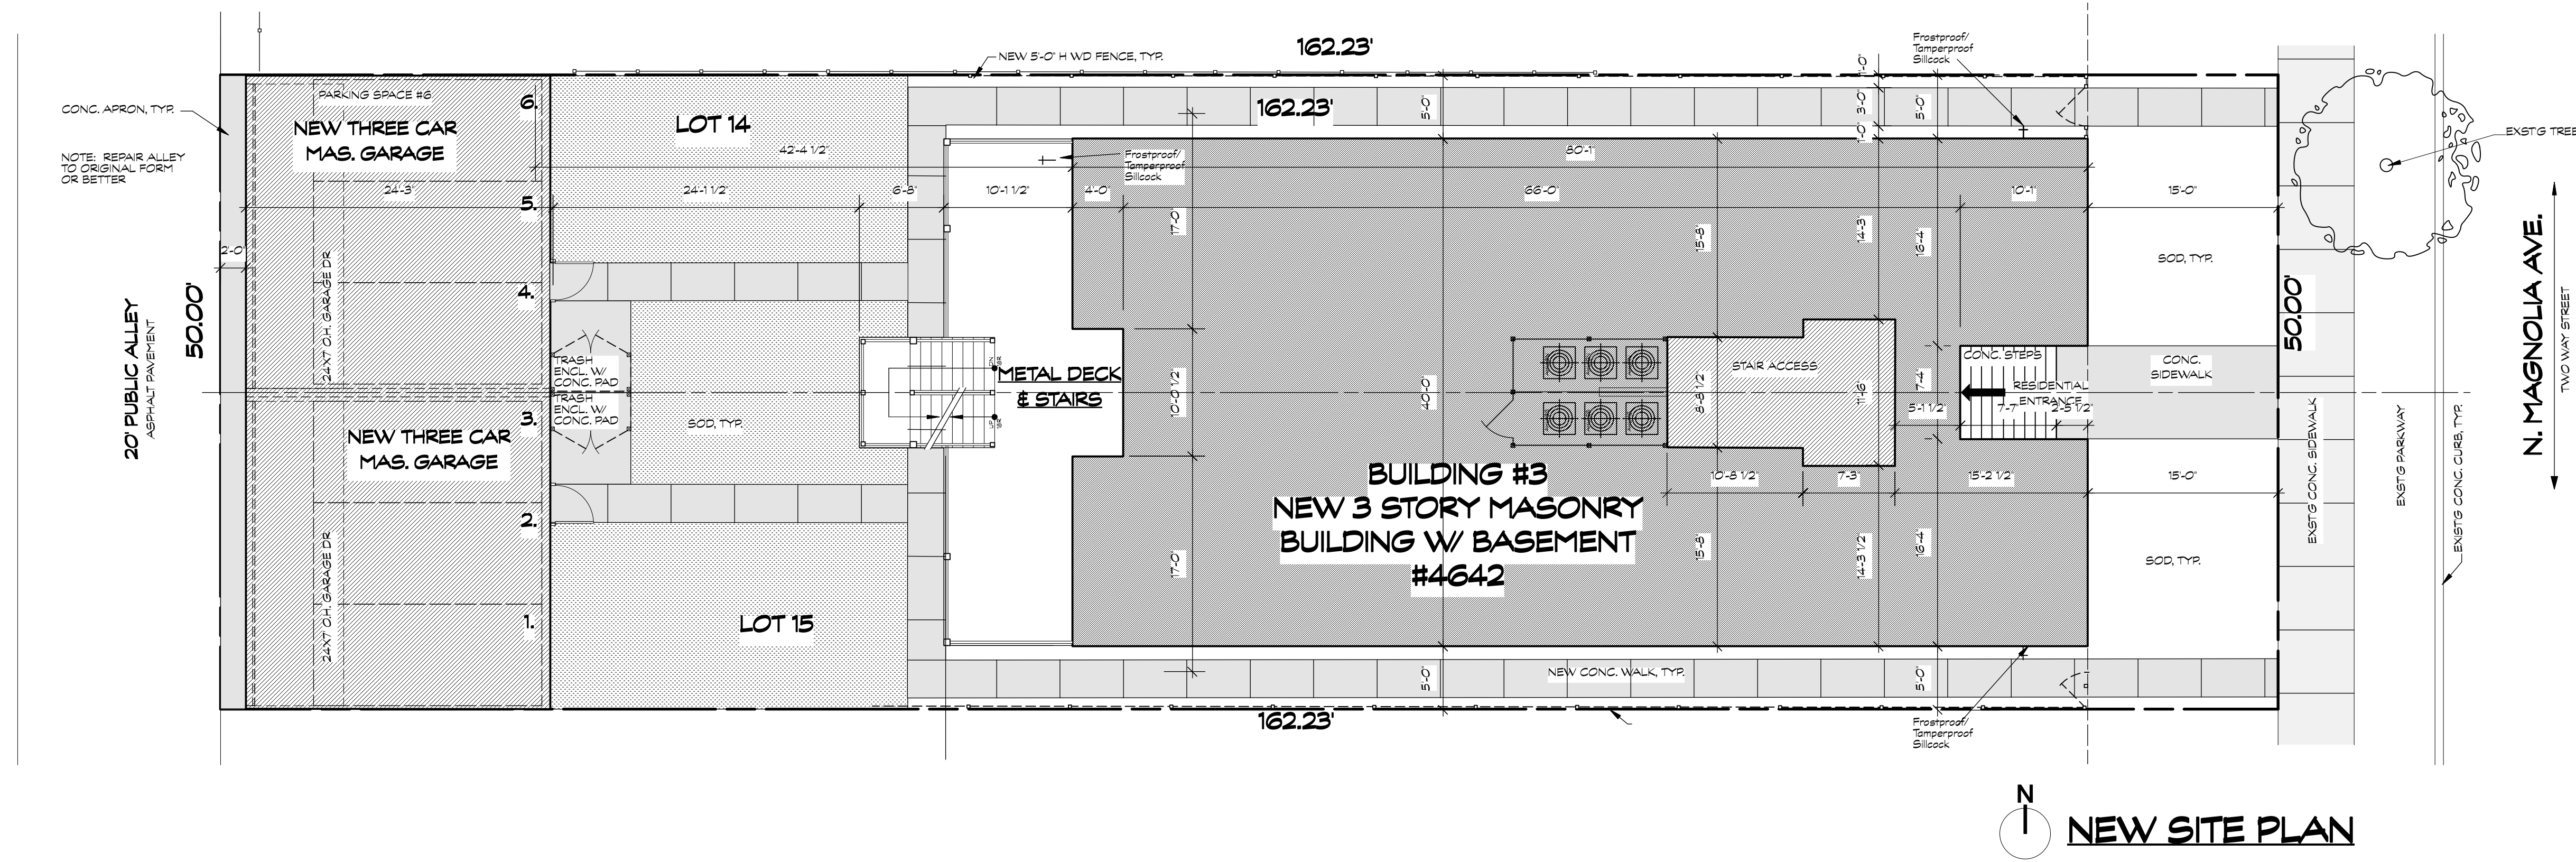 162.23'
NEW 5'-0" H WD FENCE, TYP.
Frostproof/
Tamperproof
Sillcock
CONC. APRON, TYP.
NOTE: REPAIR ALLEY
TO ORIGINAL FORM
OR BETTER
PARKING SPACE #6
NEW THREE CAR
MAS. GARAGE
6.
5.
4.
3.
2.
1.
LOT 14
162.23'
5'-0"
1'-0"
3'-0"
5'-0"
EXST'G TREE
42'-4 1/2"
Frostproof/
Tamperproof
Sillcock
80'-1"
24'-3"
24'-1 1/2"
6'-8"
10'-1 1/2"
4'-0"
66'-0"
10'-1"
15'-0"
2'-0"
17'-0
15'-8"
14'-3
16'-4"
SOD, TYP.
24X7 O.H. GARAGE DR
50.00'
20' PUBLIC ALLEY
ASPHALT PAVEMENT
TRASH
ENCL. W/
CONC. PAD
TRASH
ENCL. W/
CONC. PAD
SOD, TYP.
DN
18R
UP
18R
METAL DECK
& STAIRS
10'-0 1/2"
40'-0
8'-8 1/2"
STAIR ACCESS
11'-6"
7'-4"
CONC. STEPS
RESIDENTIAL
ENTRANCE
5'-1 1/2"
7'-7"
2'-5 1/2"
CONC.
SIDEWALK
50.00'
N. MAGNOLIA AVE.
TWO WAY STREET
NEW THREE CAR
MAS. GARAGE
24X7 O.H. GARAGE DR
BUILDING #3
NEW 3 STORY MASONRY
BUILDING W/ BASEMENT
#4642
10'-8 1/2"
7'-3"
15'-2 1/2"
15'-0"
17'-0
15'-8"
14'-3 1/2"
16'-4"
SOD, TYP.
EXST'G CONC. SIDEWALK
EXST'G PARKWAY
EXIST'G CONC. CURB, TYP.
LOT 15
5'-0"
NEW CONC. WALK, TYP.
5'-0"
162.23'
Frostproof/
Tamperproof
Sillcock
N
NEW SITE PLAN